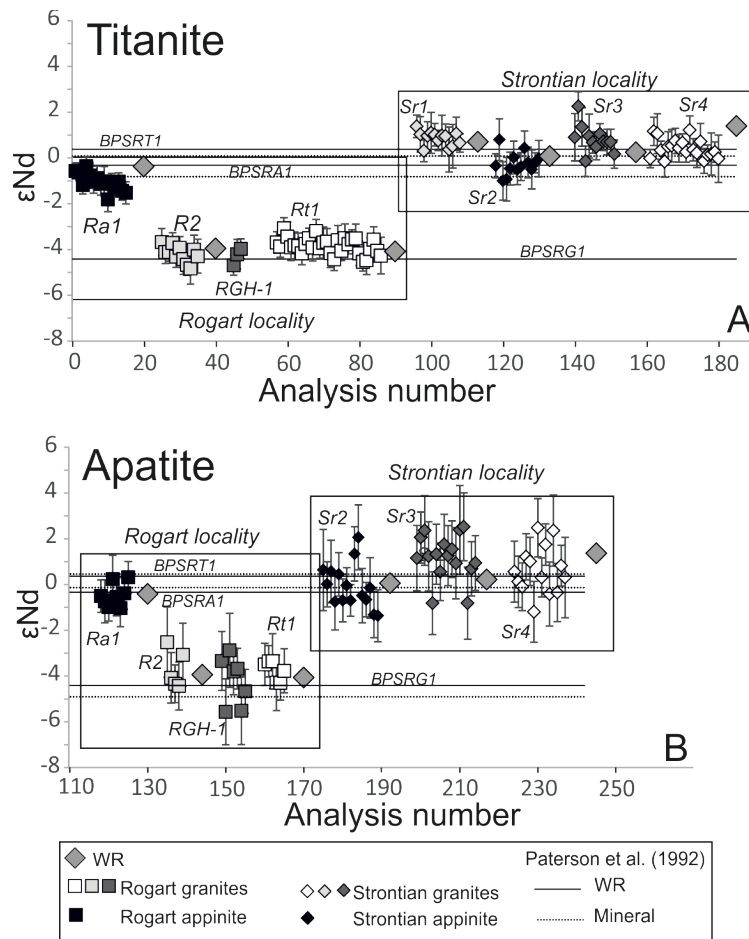 6
4
2
0
-2
-4
-6
-8
εNd
Titanite
Strontian locality
Sr1
Sr3
Sr4
BPSRT1
BPSRA1
Sr2
Ra1
R2
Rt1
BPSRG1
RGH-1
Rogart locality
A
0 20 40 60 80 100 120 140 160 180
Analysis number
6
4
2
0
-2
-4
-6
-8
εNd
Apatite
Strontian locality
Sr2
Sr3
Rogart locality
BPSRT1
BPSRA1
Ra1
Rt1
Sr4
R2
BPSRG1
RGH-1
B
110 130 150 170 190 210 230 250
Analysis number
WR
Paterson et al. (1992)
Rogart granites
Strontian granites
WR
Rogart appinite
Strontian appinite
Mineral